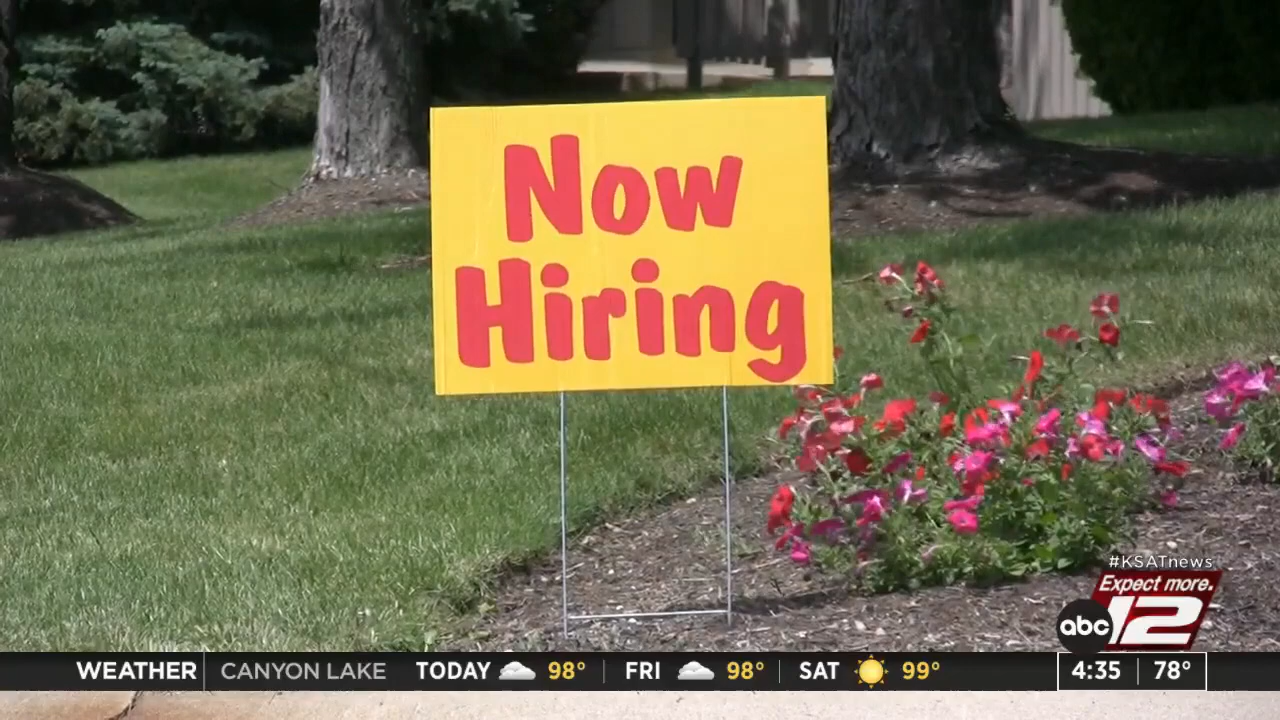 Now
Hiring
#KSATnews
Expect more.
abc 12
WEATHER CANYON LAKE TODAY 98° FRI 98° SAT 99° 4:35 78°